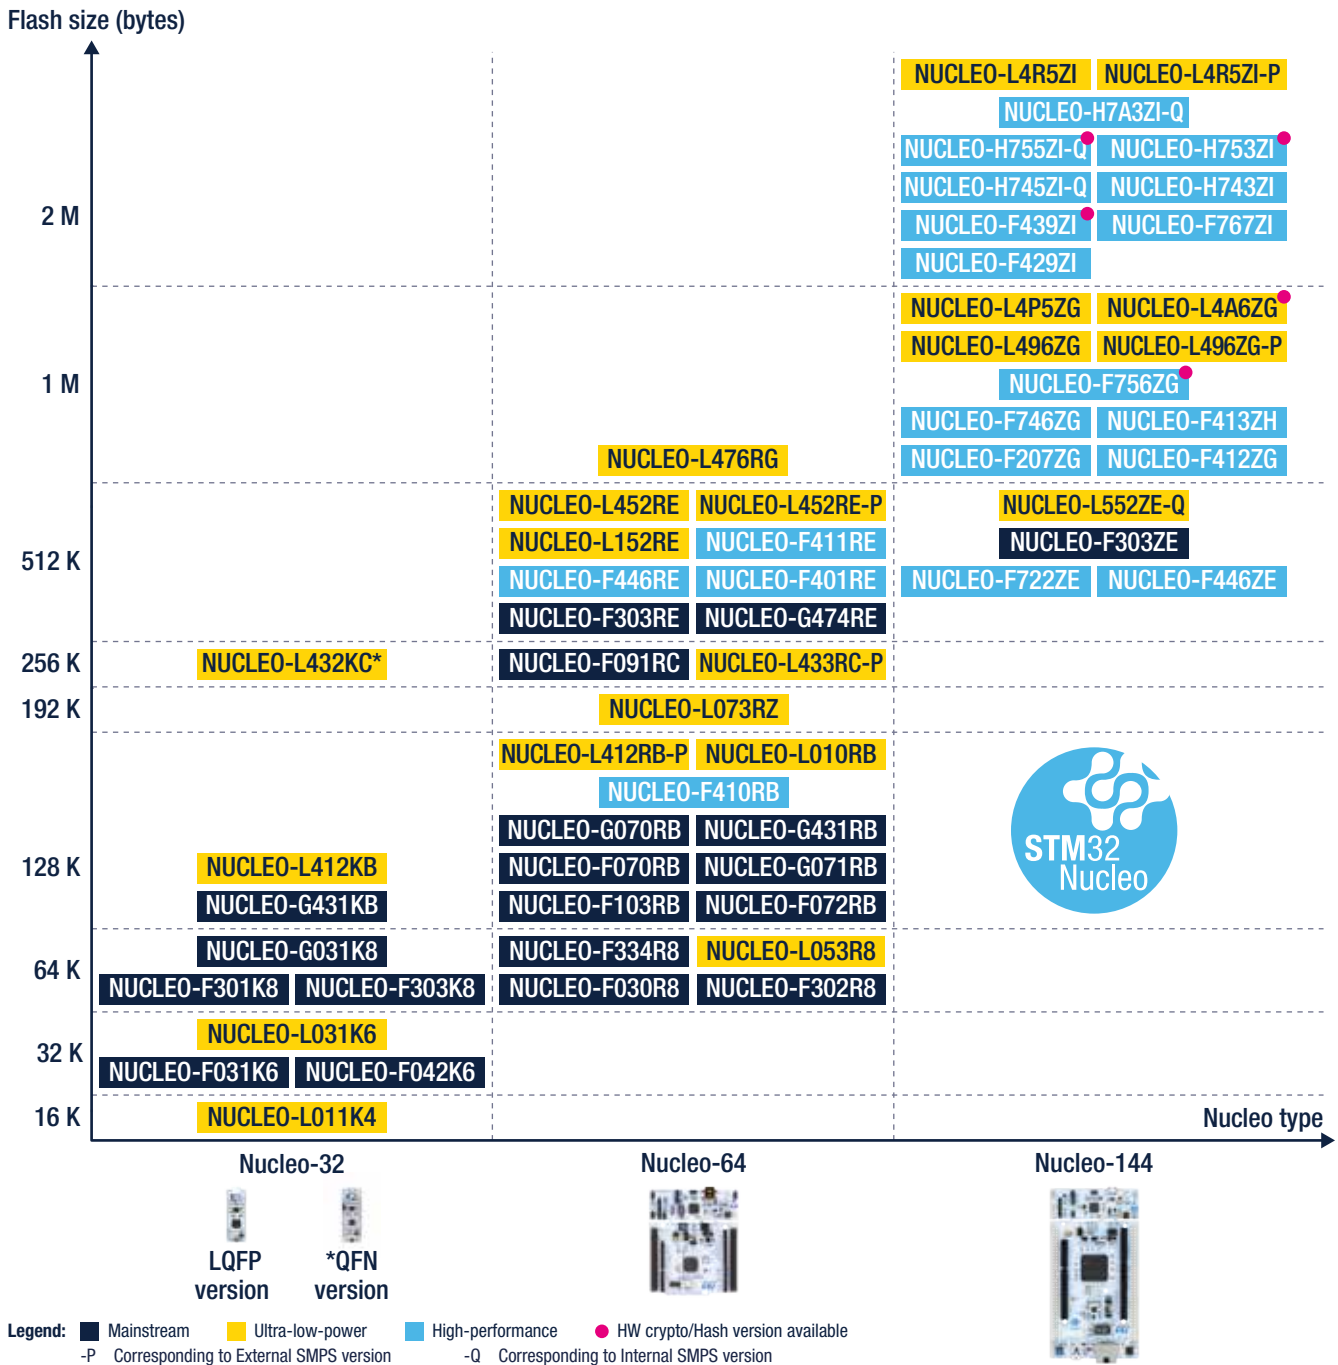 Flash size (bytes)
NUCLEO-L4R5ZI NUCLEO-L4R5ZI-P
NUCLEO-H7A3ZI-Q
NUCLEO-H755ZI-Q NUCLEO-H753ZI
NUCLEO-H745ZI-Q NUCLEO-H743ZI
2 M
NUCLEO-F439ZI NUCLEO-F767ZI
NUCLEO-F429ZI
NUCLEO-L4P5ZG NUCLEO-L4A6ZG
NUCLEO-L496ZG NUCLEO-L496ZG-P
1 M
NUCLEO-F756ZG
NUCLEO-F746ZG NUCLEO-F413ZH
NUCLEO-L476RG NUCLEO-F207ZG NUCLEO-F412ZG
NUCLEO-L452RE NUCLEO-L452RE-P NUCLEO-L552ZE-Q
NUCLEO-L152RE NUCLEO-F411RE NUCLEO-F303ZE
512 K
NUCLEO-F446RE NUCLEO-F401RE NUCLEO-F722ZE NUCLEO-F446ZE
NUCLEO-F303RE NUCLEO-G474RE
256 K NUCLEO-L432KC* NUCLEO-F091RC NUCLEO-L433RC-P
192 K NUCLEO-L073RZ
NUCLEO-L412RB-P NUCLEO-L010RB
NUCLEO-F410RB
NUCLEO-G070RB NUCLEO-G431RB
STM32
128 K NUCLEO-L412KB NUCLEO-F070RB NUCLEO-G071RB
Nucleo
NUCLEO-G431KB NUCLEO-F103RB NUCLEO-F072RB
NUCLEO-G031K8 NUCLEO-F334R8 NUCLEO-L053R8
64 K
NUCLEO-F301K8 NUCLEO-F303K8 NUCLEO-F030R8 NUCLEO-F302R8
NUCLEO-L031K6
32 K
NUCLEO-F031K6 NUCLEO-F042K6
16 K NUCLEO-L011K4 Nucleo type
Nucleo-32 Nucleo-64 Nucleo-144
LQFP *QFN
version version
Legend: Mainstream Ultra-low-power High-performance HW crypto/Hash version available
-P Corresponding to External SMPS version -Q Corresponding to Internal SMPS version